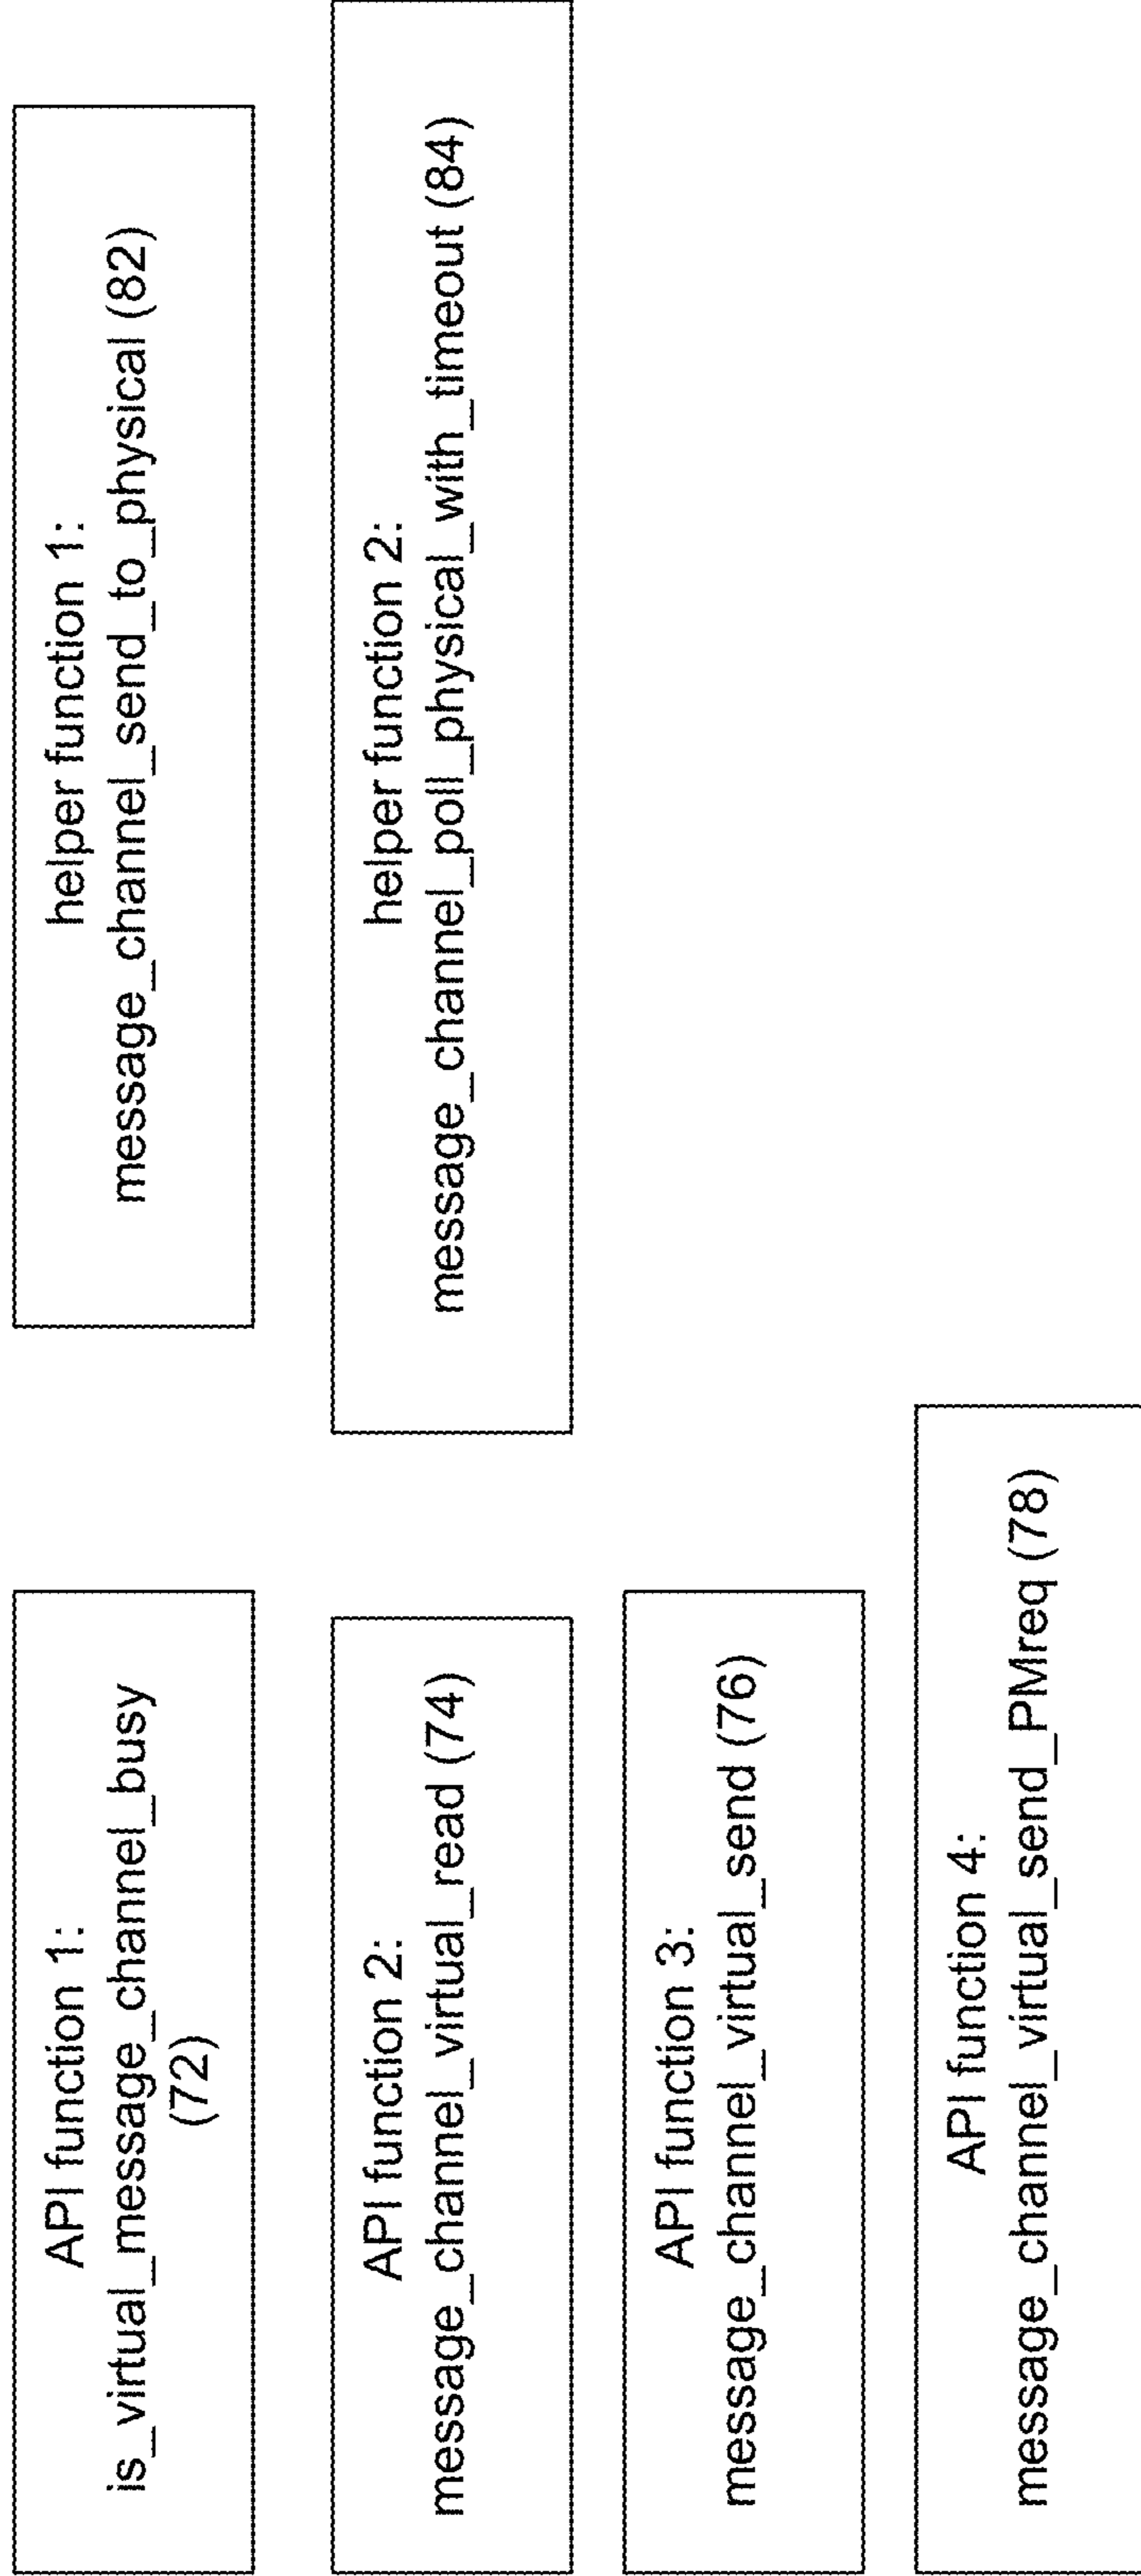 API function 1:
is_virtual_message_channel_busy
(72)
API function 2:
message_channel_virtual_read (74)
API function 3:
message_channel_virtual_send (76)
API function 4:
message_channel_virtual_send_PMreq (78)
helper function 1:
message_channel_send_to_physical (82)
helper function 2:
message_channel_poll_physical_with_timeout (84)